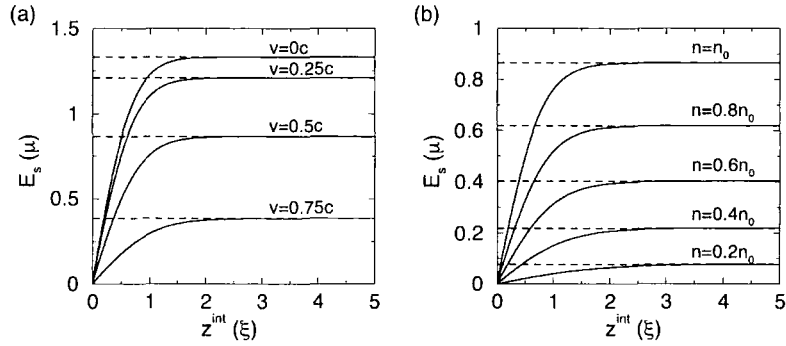 (a)
1.5
1
0.5
0
E_s (μ)
v=0c
v=0.25c
v=0.5c
v=0.75c
0 1 2 3 4 5
z^int (ξ)
(b)
1
0.8
0.6
0.4
0.2
0
E_s (μ)
n=n_0
n=0.8n_0
n=0.6n_0
n=0.4n_0
n=0.2n_0
0 1 2 3 4 5
z^int (ξ)